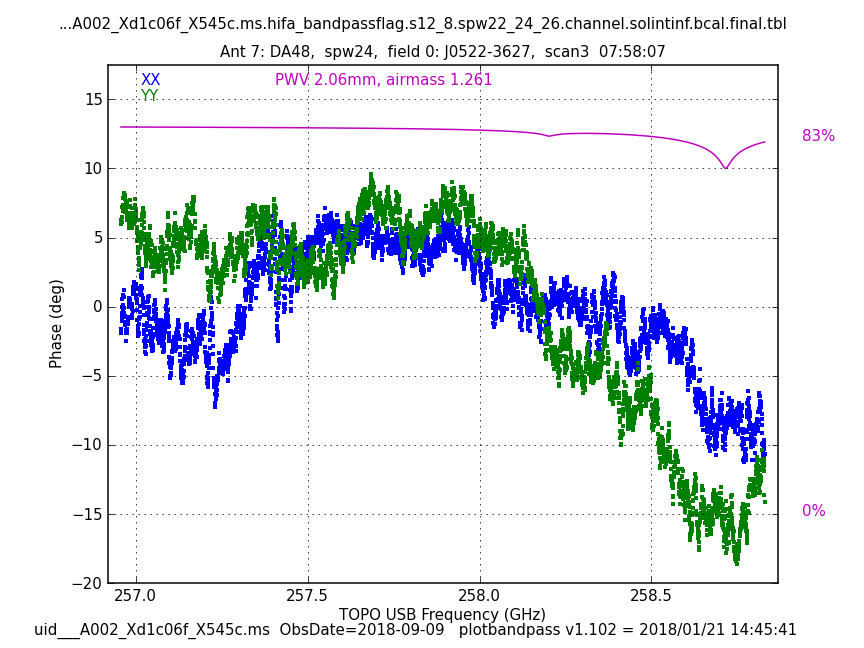 ...A002_Xd1c06f_X545c.ms.hifa_bandpassflag.s12_8.spw22_24_26.channel.solintinf.bcal.final.tbl
Ant 7: DA48, spw24, field 0: J0522-3627, scan3 07:58:07
XX
YY
PWV 2.06mm, airmass 1.261
83%
0%
Phase (deg)
15
10
5
0
−5
−10
−15
−20
257.0 257.5 258.0 258.5
TOPO USB Frequency (GHz)
uid___A002_Xd1c06f_X545c.ms ObsDate=2018-09-09 plotbandpass v1.102 = 2018/01/21 14:45:41